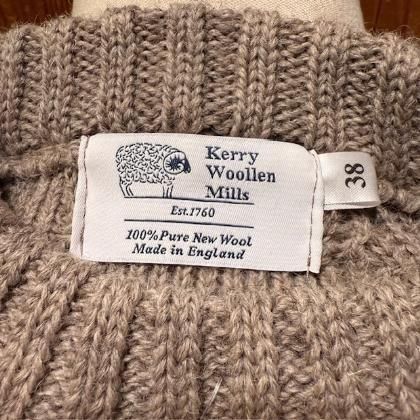 Kerry
Woollen
Mills
Est.1760
100% Pure New Wool
Made in England
38